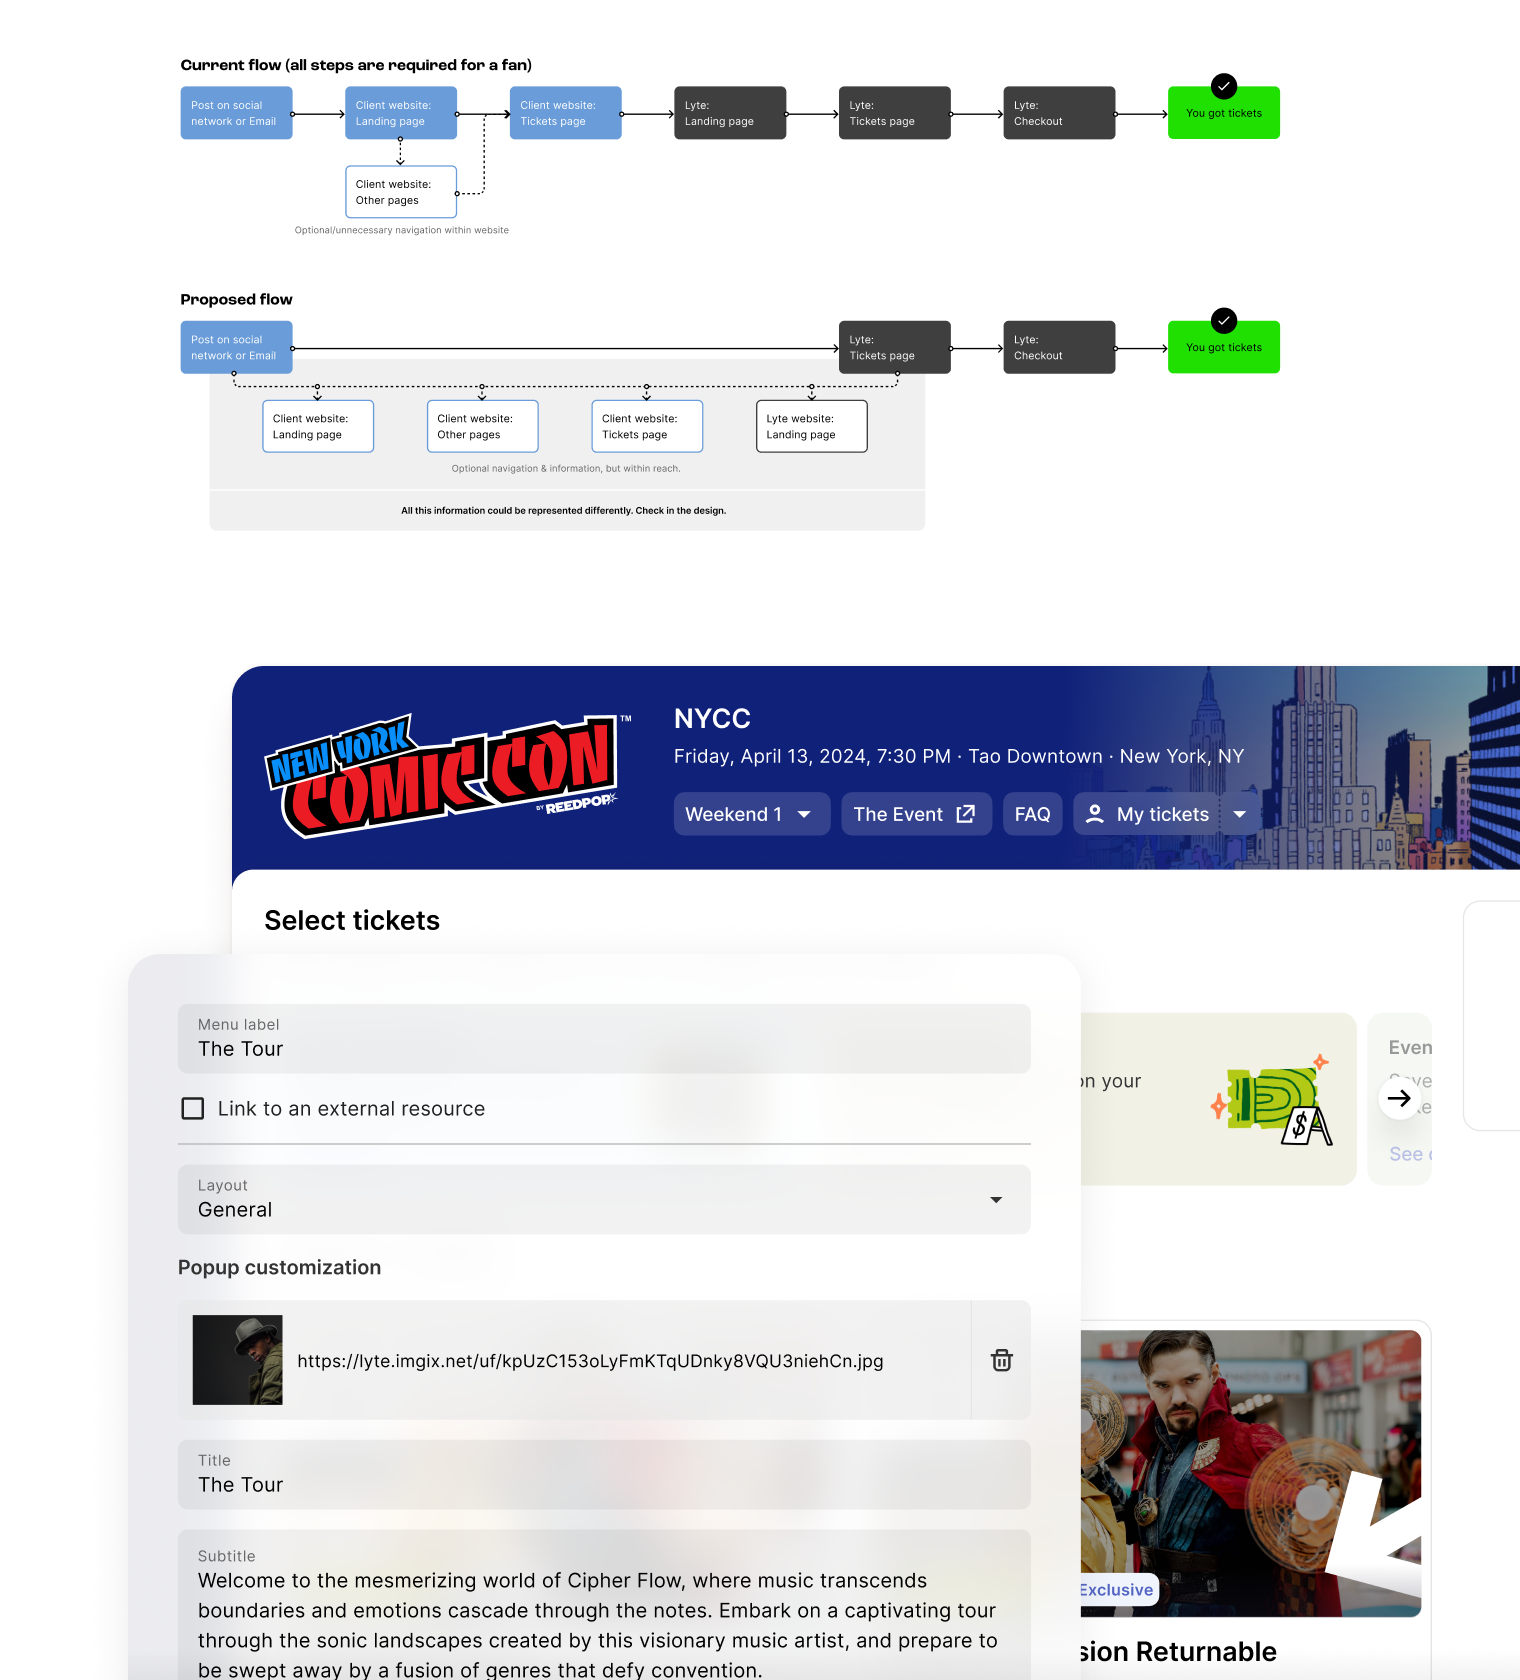 Current flow (all steps are required for a fan)
Post on social
network or Email
Client website:
Landing page
Client website:
Tickets page
Lyte:
Landing page
Lyte:
Tickets page
Lyte:
Checkout
You got tickets
Client website:
Other pages
Optional/unnecessary navigation within website
Proposed flow
Post on social
network or Email
Lyte:
Tickets page
Lyte:
Checkout
You got tickets
Client website:
Landing page
Client website:
Other pages
Client website:
Tickets page
Lyte website:
Landing page
Optional navigation & information, but within reach.
All this information could be represented differently. Check in the design.
NEW YORK
COMIC CON
TM
BY REEDPOP
NYCC
Friday, April 13, 2024, 7:30 PM · Tao Downtown · New York, NY
Weekend 1
The Event
FAQ
My tickets
Select tickets
Menu label
The Tour
Link to an external resource
Layout
General
Popup customization
https://lyte.imgix.net/uf/kpUzC153oLyFmKTqUDnky8VQU3niehCn.jpg
Title
The Tour
Subtitle
Welcome to the mesmerizing world of Cipher Flow, where music transcends
boundaries and emotions cascade through the notes. Embark on a captivating tour
through the sonic landscapes created by this visionary music artist, and prepare to
be swept away by a fusion of genres that defy convention.
on your
Even
See
$
Exclusive
sion Returnable